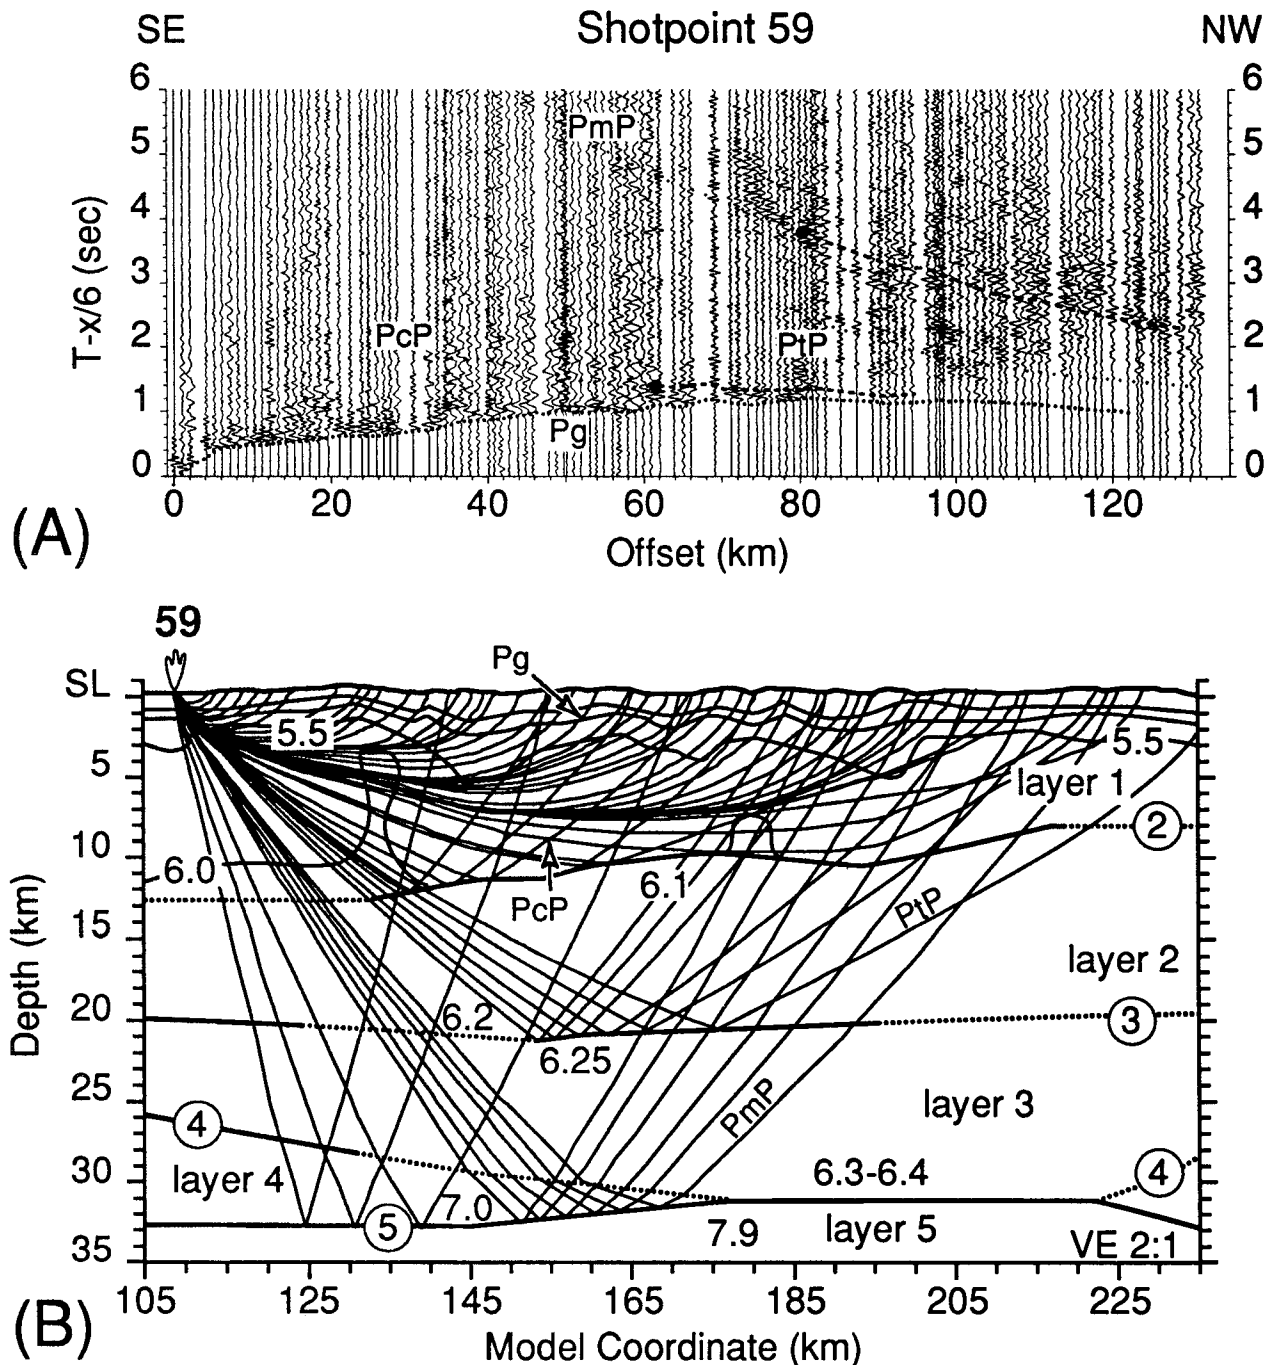 SE Shotpoint 59 NW
6 6
PmP
5 5
4 4
T-x/6 (sec)
3 3
PcP PtP
2 2
1 1
Pg
0 0
0 20 40 60 80 100 120
(A)
Offset (km)
59
Pg
SL
5.5 5.5
5 layer 1
2
10
6.0 6.1
PcP PtP
15
Depth (km)
layer 2
20 6.2 3
6.25
25
4 PmP layer 3
30 layer 4 6.3-6.4 4
7.0
5 7.9 layer 5
35 VE 2:1
105 125 145 165 185 205 225
(B)
Model Coordinate (km)